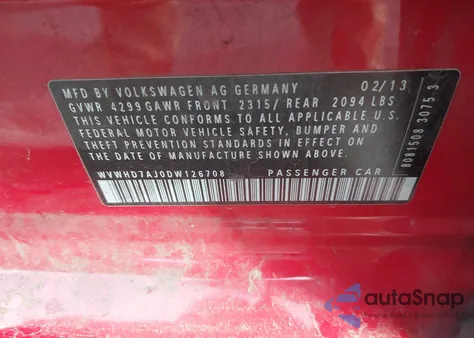 MFD BY VOLKSWAGEN AG GERMANY 02/13
GVWR 4299 GAWR FRONT 2315/ REAR 2094 LBS
THIS VEHICLE CONFORMS TO ALL APPLICABLE U.S.
FEDERAL MOTOR VEHICLE SAFETY, BUMPER AND
THEFT PREVENTION STANDARDS IN EFFECT ON THE
DATE OF MANUFACTURE SHOWN ABOVE.
WVWHD7AJ0DW126708 PASSENGER CAR
8081508 3075 3
autoSnap